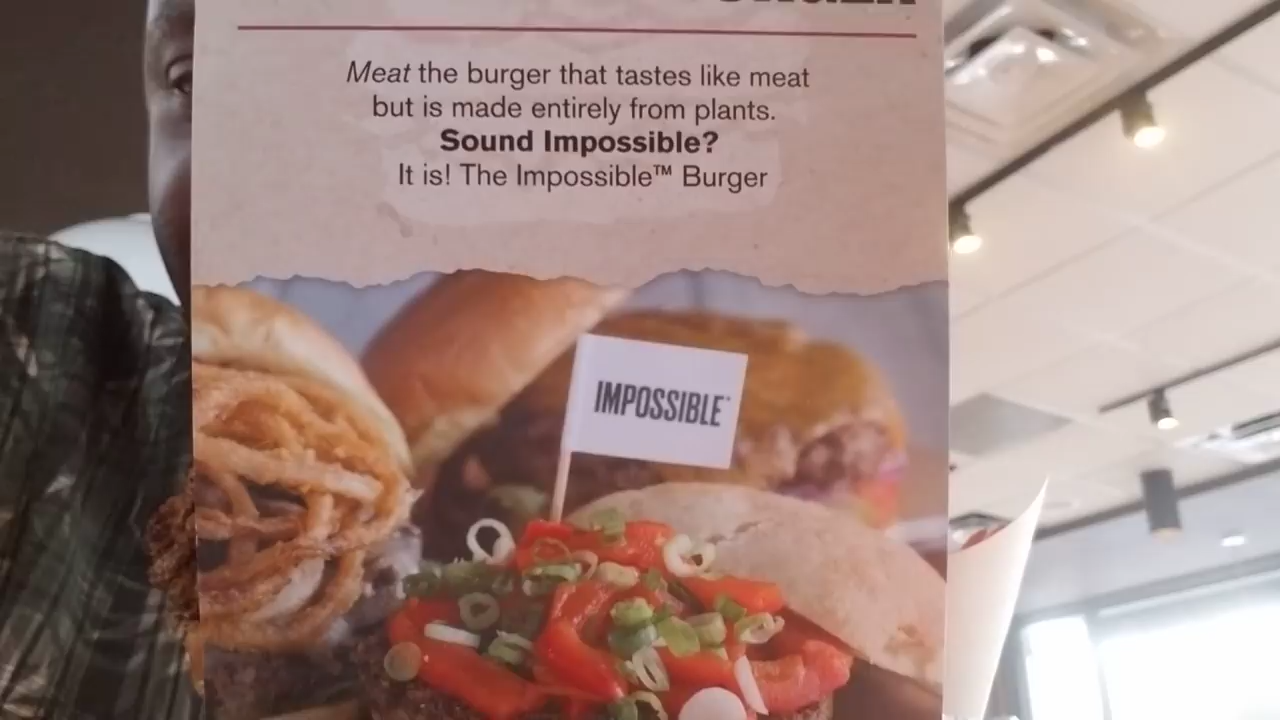 Meat the burger that tastes like meat
but is made entirely from plants.
Sound Impossible?
It is! The Impossible™ Burger
IMPOSSIBLE™